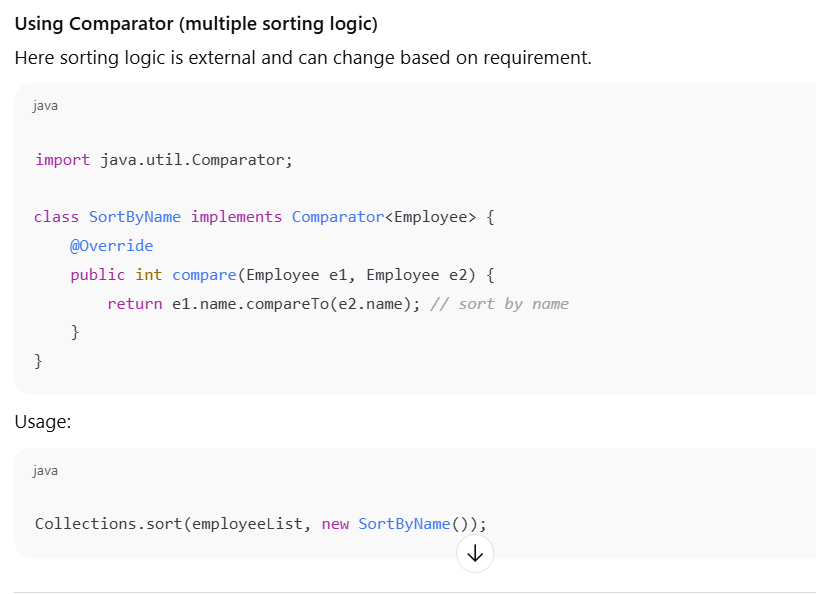 Using Comparator (multiple sorting logic)
Here sorting logic is external and can change based on requirement.
java
import java.util.Comparator;
class SortByName implements Comparator<Employee> {
    @Override
    public int compare(Employee e1, Employee e2) {
        return e1.name.compareTo(e2.name); // sort by name
    }
}
Usage:
java
Collections.sort(employeeList, new SortByName());